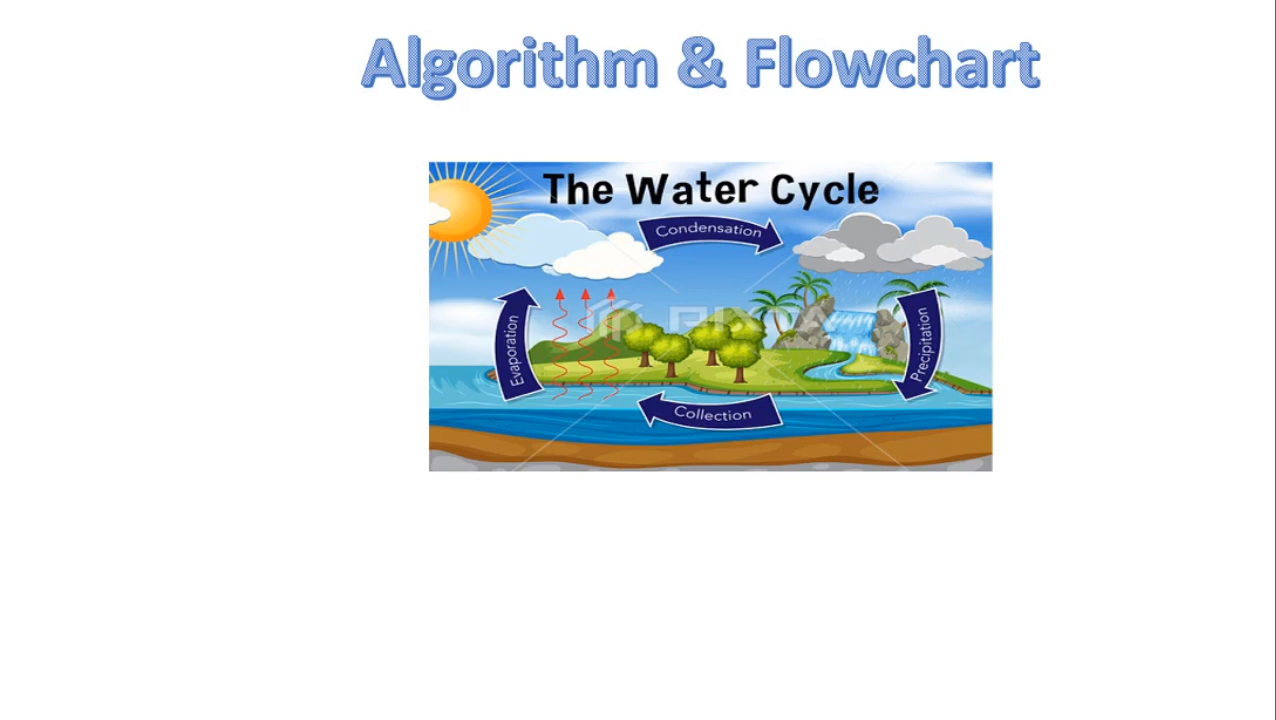 Algorithm & Flowchart
The Water Cycle
Condensation
Evaporation
Precipitation
Collection